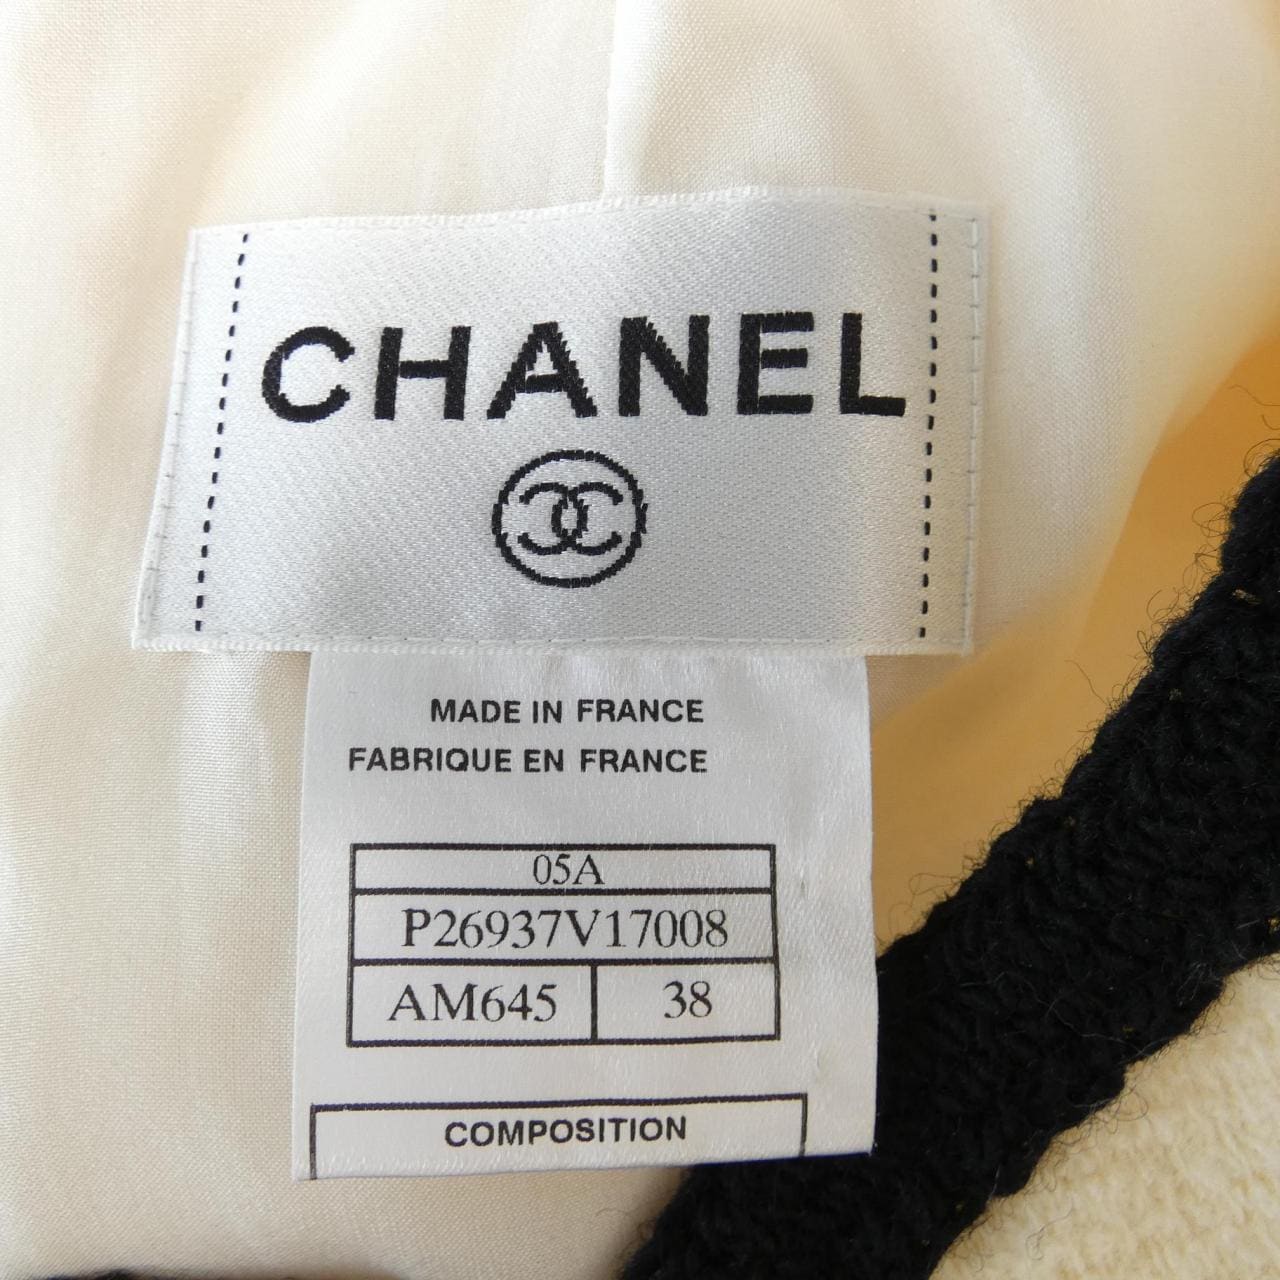 CHANEL
MADE IN FRANCE
FABRIQUE EN FRANCE
05A
P26937V17008
AM645 38
COMPOSITION